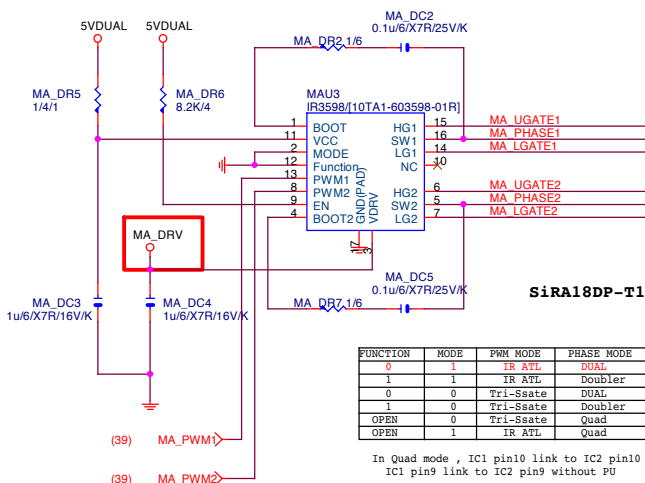 5VDUAL 5VDUAL
MA_DC2
0.1u/6/X7R/25V/K
MA_DR2 1/6
MA_DR5
1/4/1
MA_DR6
8.2K/4
MAU3
IR3598/[10TA1-603598-01R]
1 BOOT HG1 15 MA_UGATE1
11 VCC SW1 16 MA_PHASE1
2 MODE LG1 14 MA_LGATE1
12 Function NC 10
13 PWM1
8 PWM2 HG2 6 MA_UGATE2
9 EN SW2 5 MA_PHASE2
4 BOOT2 LG2 7 MA_LGATE2
GND(PAD)
VDRV
17
3
MA_DRV
MA_DC3
1u/6/X7R/16V/K
MA_DC4
1u/6/X7R/16V/K
MA_DR7 1/6
MA_DC5
0.1u/6/X7R/25V/K
SiRA18DP-T1
FUNCTION MODE PWM MODE PHASE MODE
0 1 IR ATL DUAL
1 1 IR ATL Doubler
0 0 Tri-Ssate DUAL
1 0 Tri-Ssate Doubler
OPEN 0 Tri-Ssate Quad
OPEN 1 IR ATL Quad
In Quad mode , IC1 pin10 link to IC2 pin10
IC1 pin9 link to IC2 pin9 without PU
(39) MA_PWM1
(39) MA_PWM2